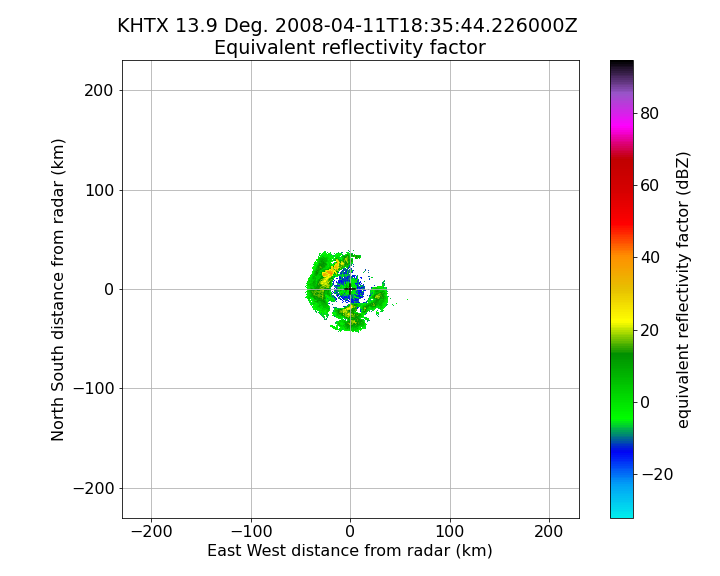 KHTX 13.9 Deg. 2008-04-11T18:35:44.226000Z
Equivalent reflectivity factor
North South distance from radar (km)
200
100
0
−100
−200
−200 −100 0 100 200
East West distance from radar (km)
80
60
40
20
0
−20
equivalent reflectivity factor (dBZ)